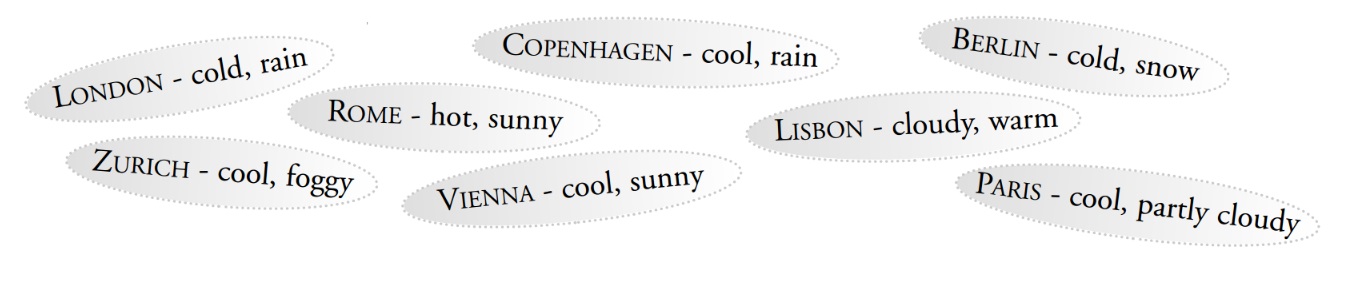 LONDON - cold, rain
COPENHAGEN - cool, rain
BERLIN - cold, snow
ROME - hot, sunny
LISBON - cloudy, warm
ZURICH - cool, foggy
VIENNA - cool, sunny
PARIS - cool, partly cloudy